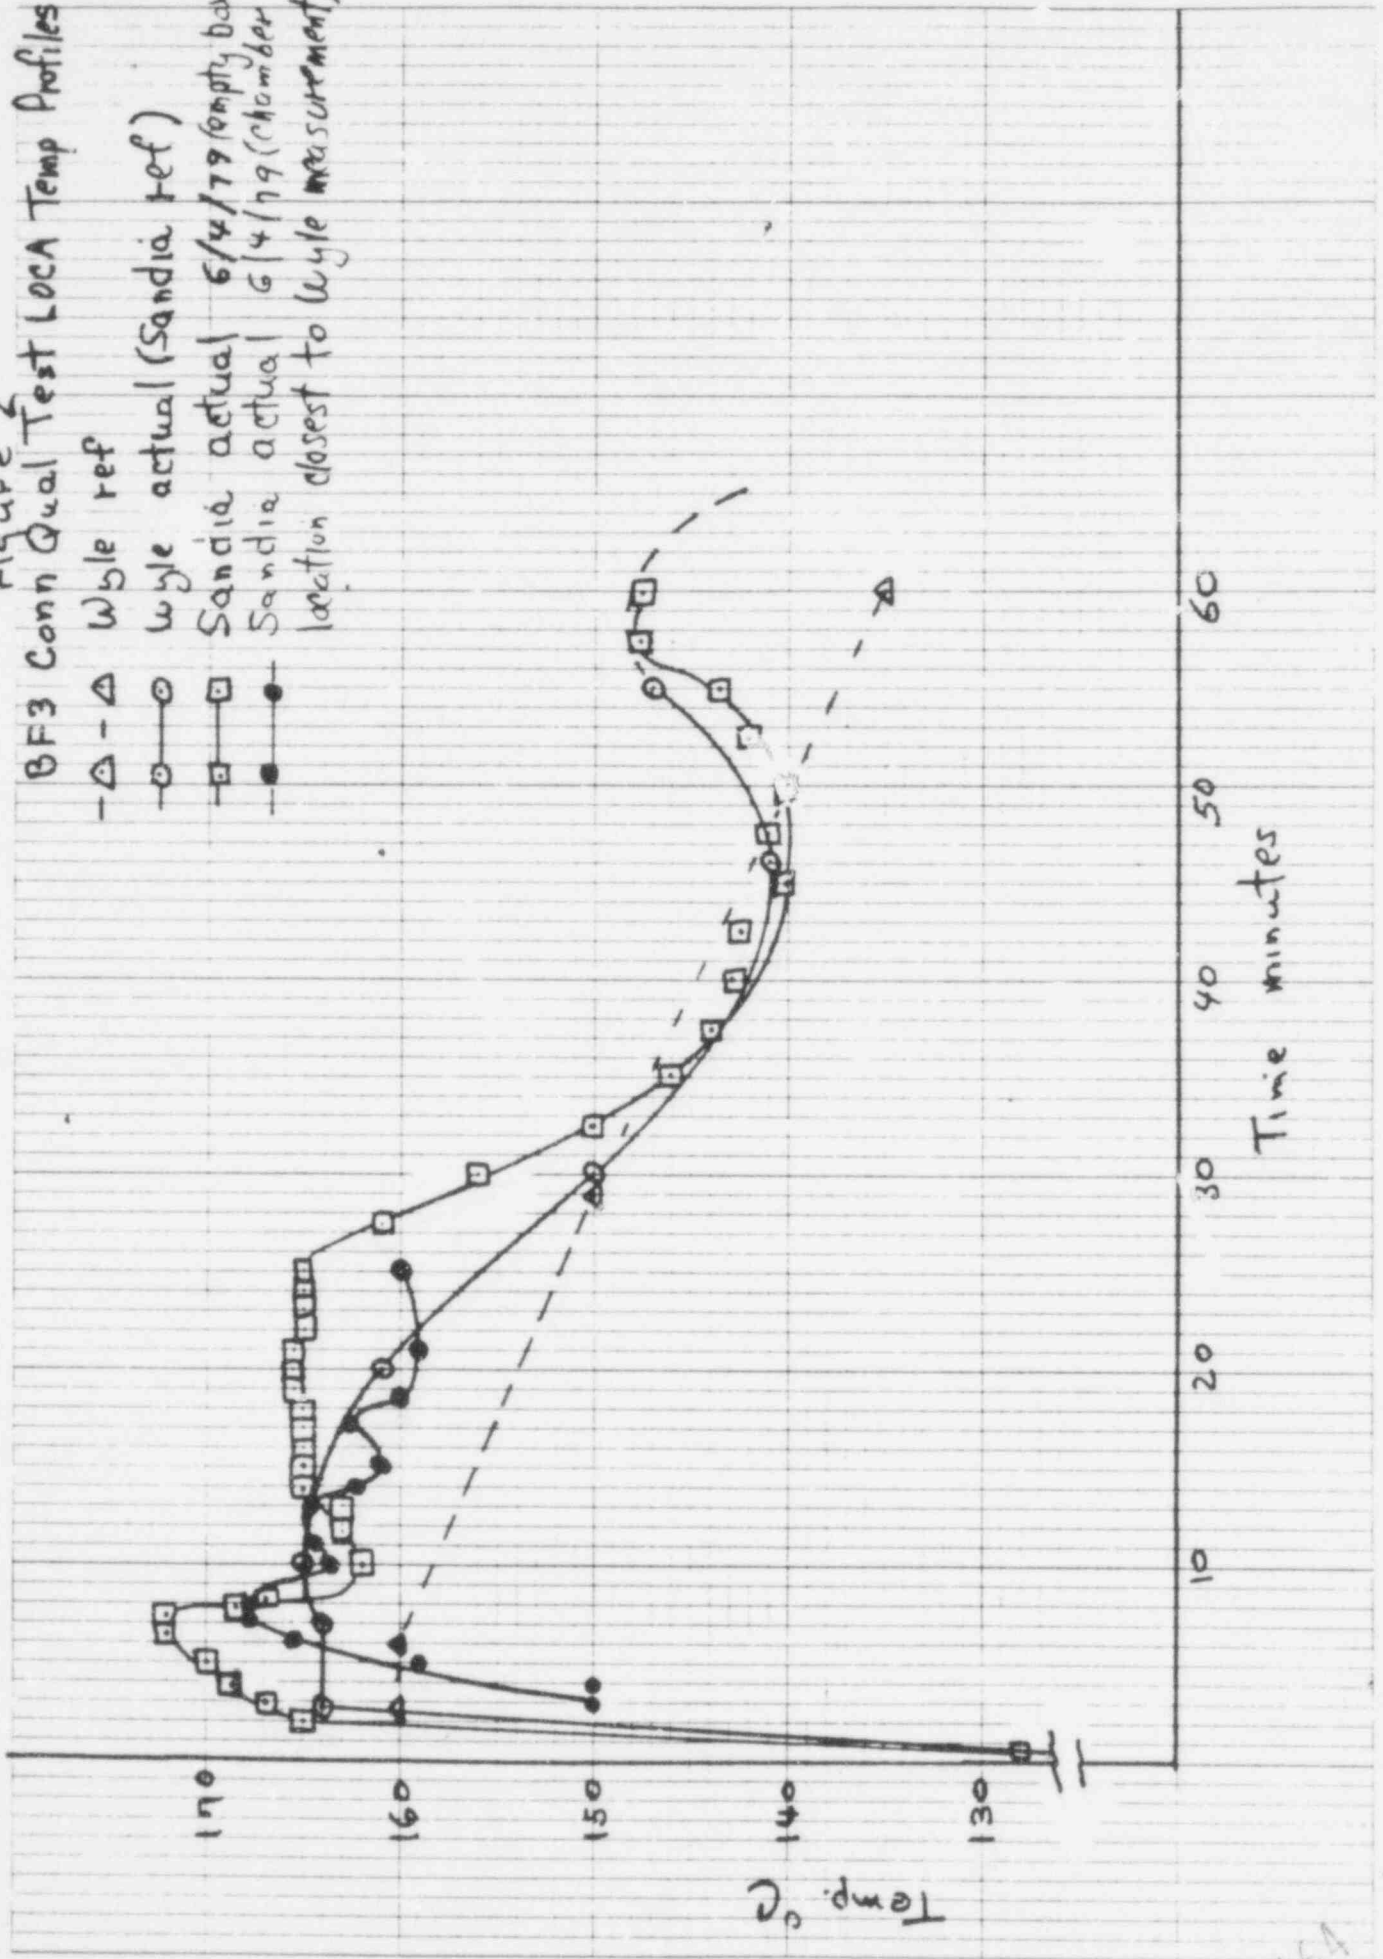 Figure 2
BF3 Conn Qual Test LOCA Temp Profiles
Wyle ref
Wyle actual (Sandia ref)
Sandia actual 6/4/79 (empty
Sandia actual 6/4/79 (chamber
location closest to Wyle measurement)
170
160
150
140
130
Temp. °C
10
20
30
40
50
60
Time minutes